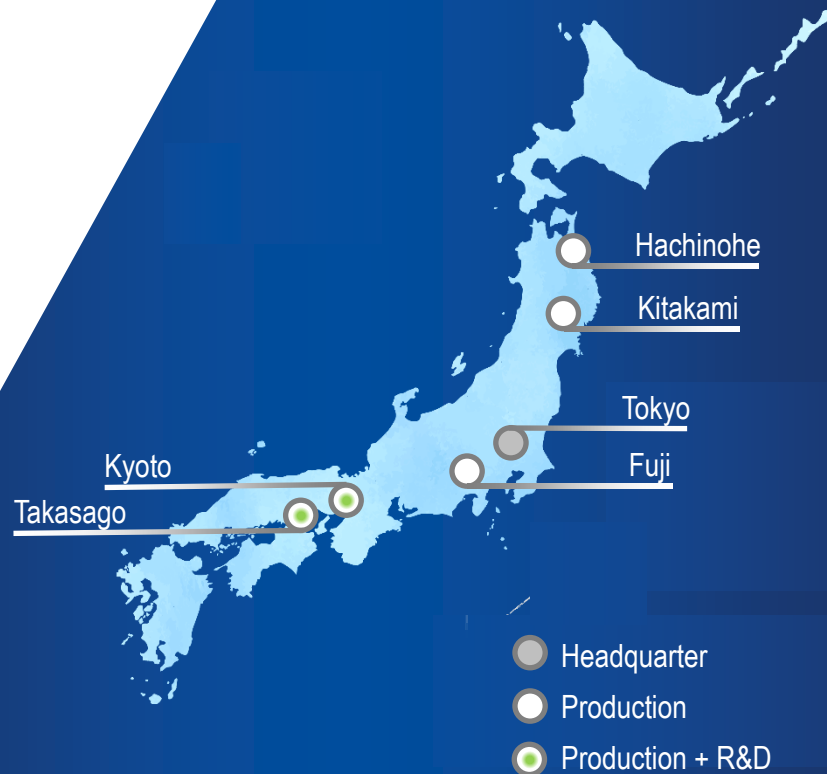 Hachinohe
Kitakami
Tokyo
Fuji
Kyoto
Takasago
Headquarter
Production
Production + R&D